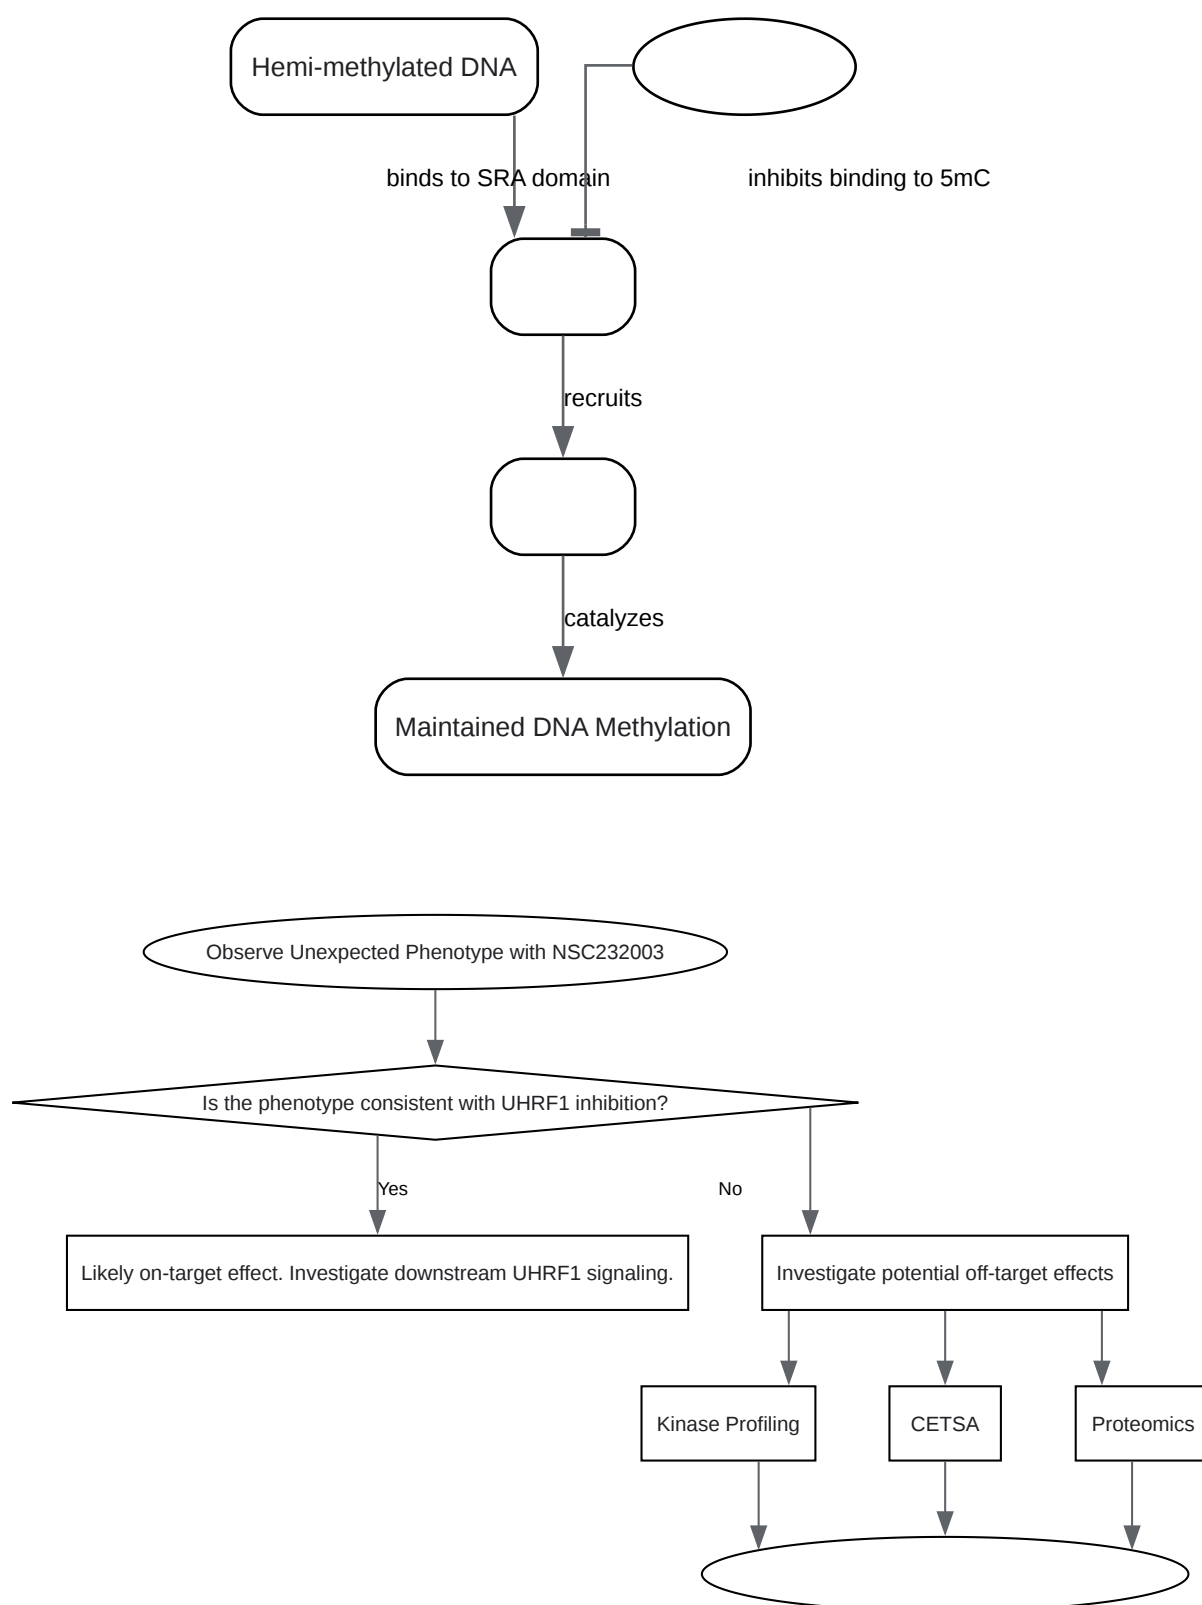 Hemi-methylated DNA
binds to SRA domain
inhibits binding to 5mC
recruits
catalyzes
Maintained DNA Methylation
Observe Unexpected Phenotype with NSC232003
Is the phenotype consistent with UHRF1 inhibition?
Yes
No
Likely on-target effect. Investigate downstream UHRF1 signaling.
Investigate potential off-target effects
Kinase Profiling
CETSA
Proteomics